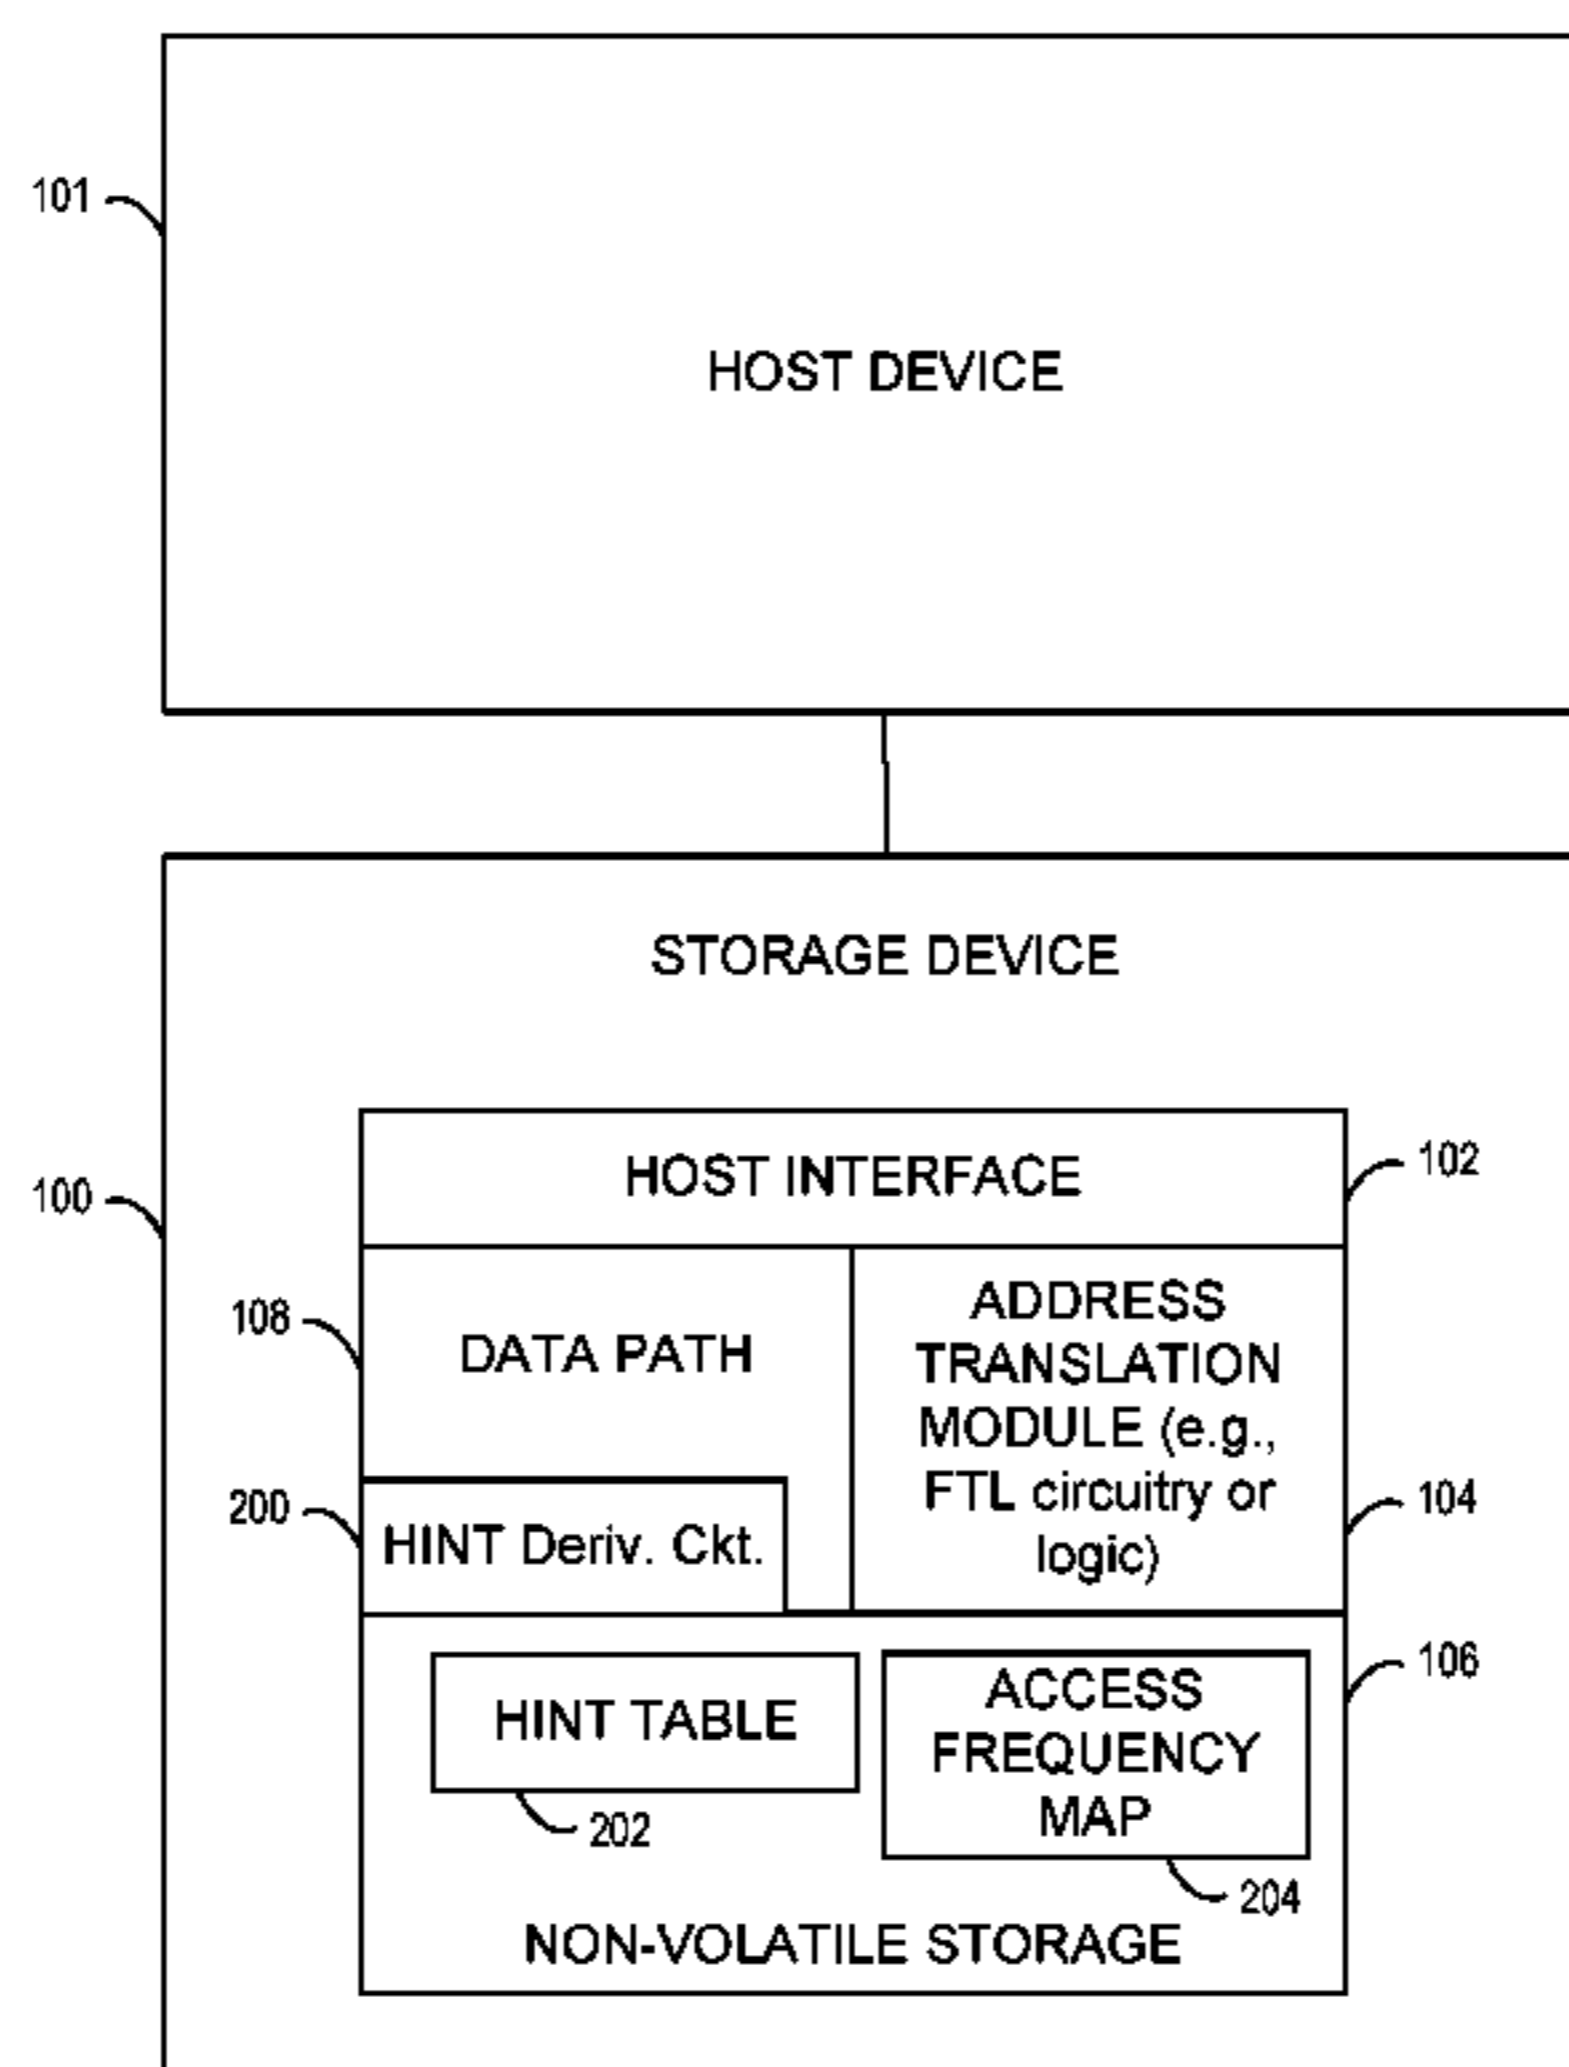 101
HOST DEVICE
STORAGE DEVICE
100
HOST INTERFACE
102
108
DATA PATH
ADDRESS
TRANSLATION
MODULE (e.g.,
FTL circuitry or
logic)
104
200
HINT Deriv. Ckt.
106
HINT TABLE
202
ACCESS
FREQUENCY
MAP
204
NON-VOLATILE STORAGE